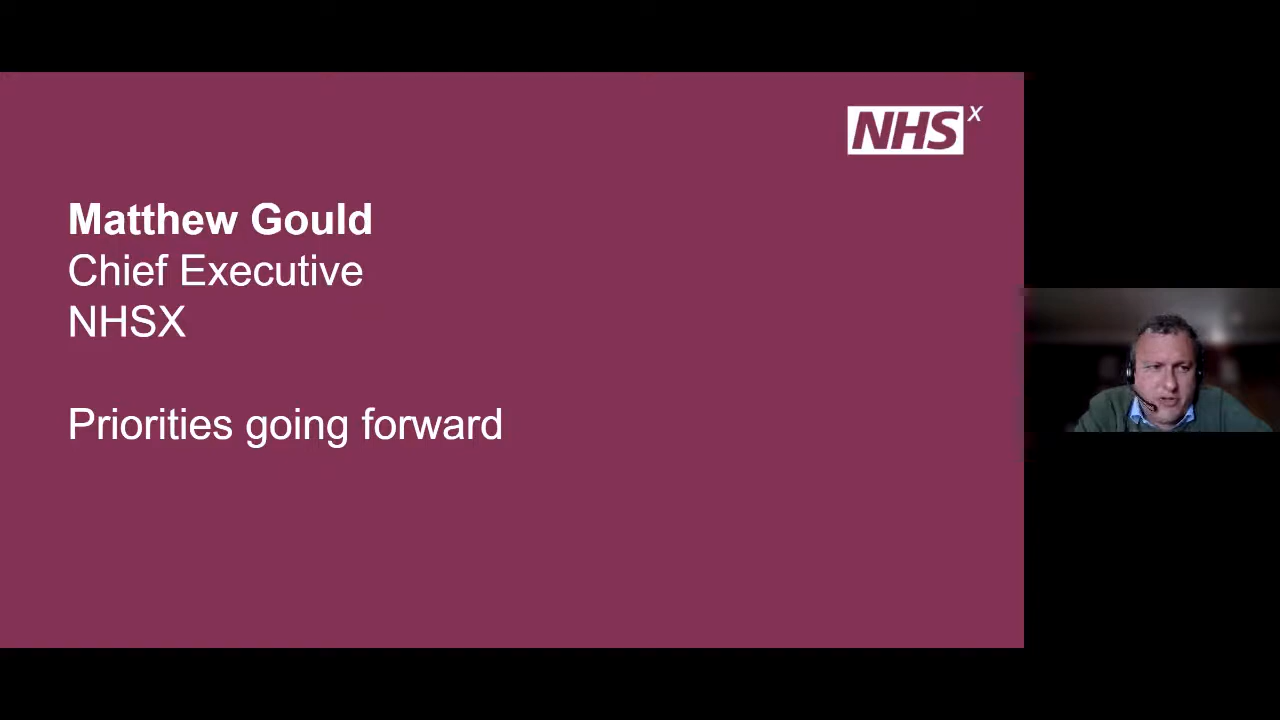 NHSX
Matthew Gould
Chief Executive
NHSX
Priorities going forward